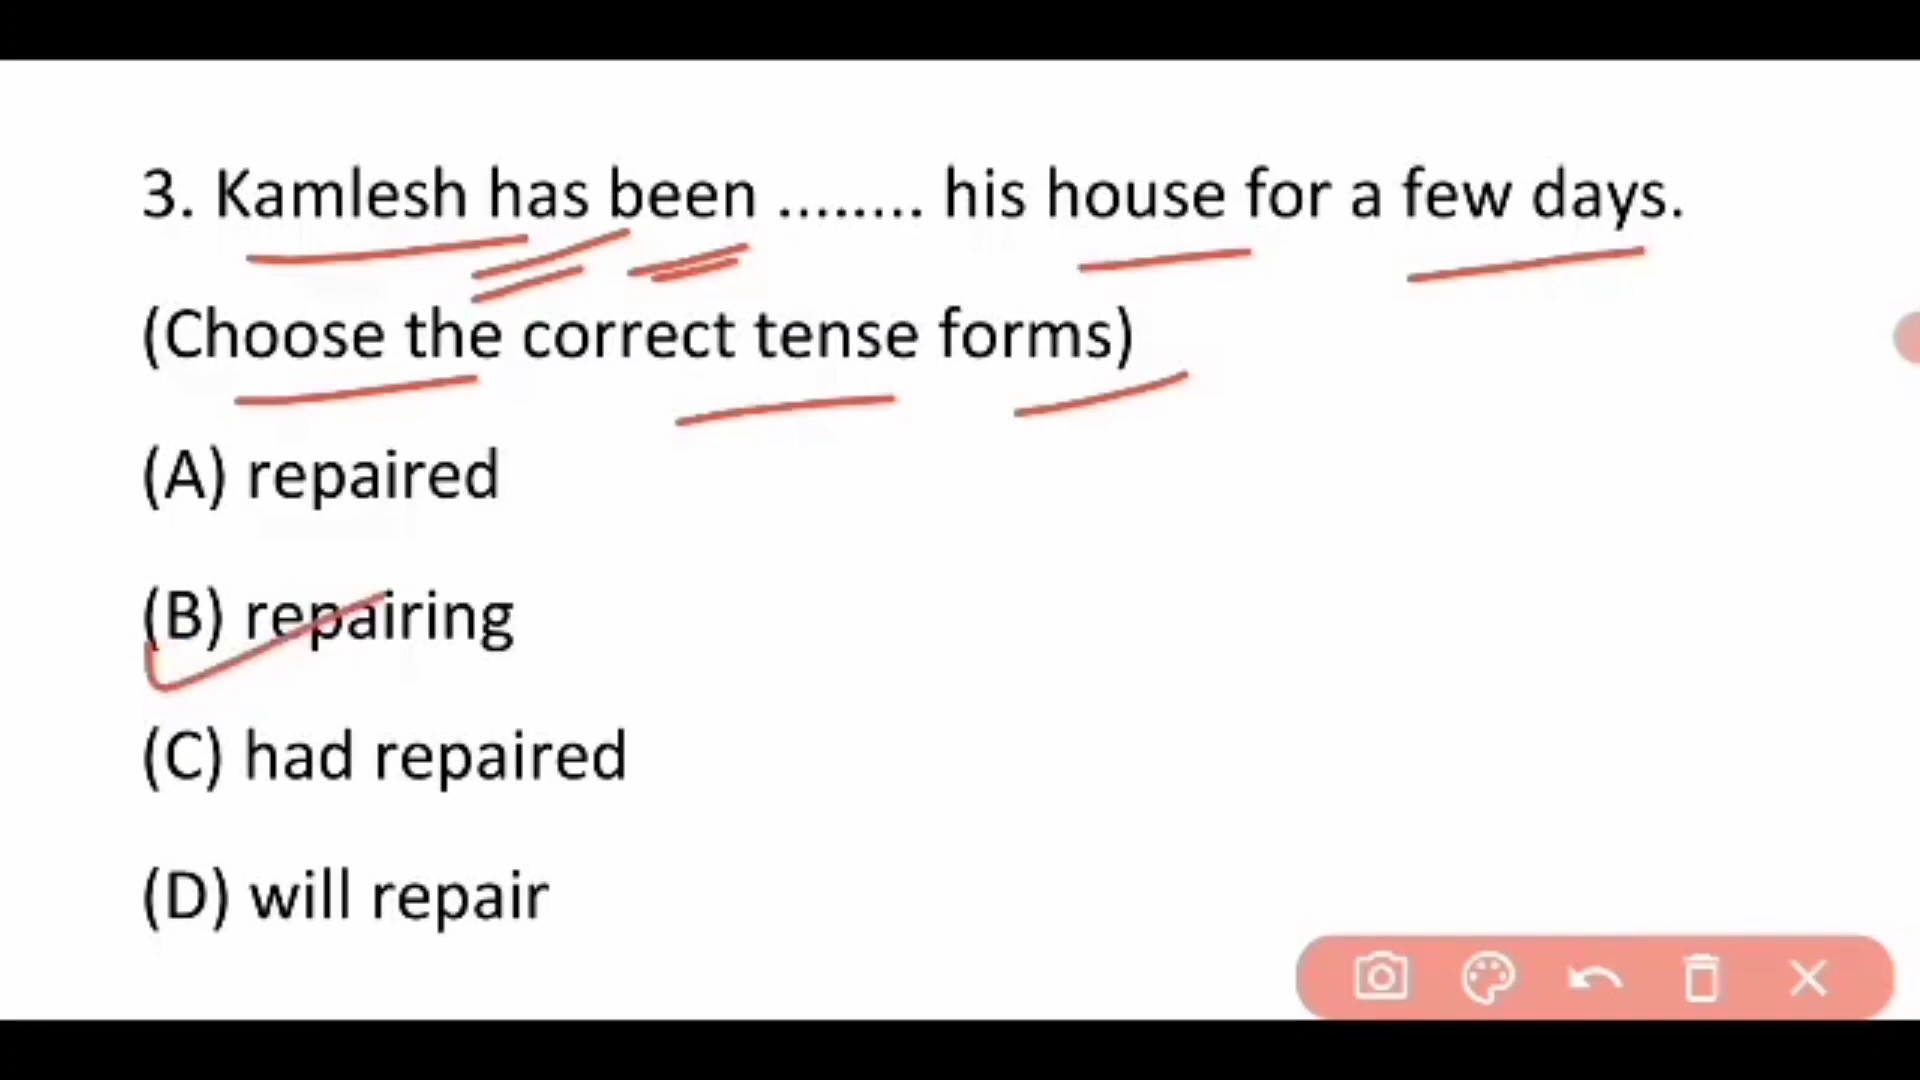 3. Kamlesh has been ........ his house for a few days.
(Choose the correct tense forms)
(A) repaired
(B) repairing
(C) had repaired
(D) will repair